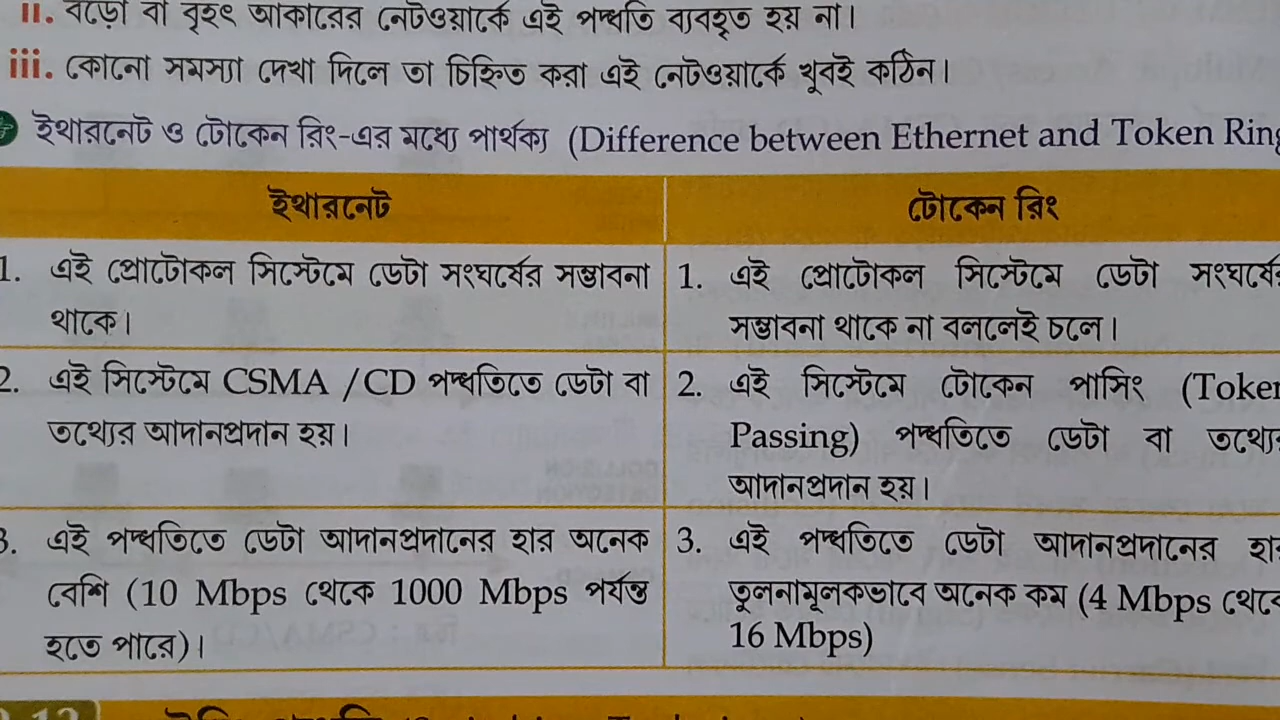 ii. বড়ো বা বৃহৎ আকারের নেটওয়ার্কে এই পদ্ধতি ব্যবহৃত হয় না।
iii. কোনো সমস্যা দেখা দিলে তা চিহ্নিত করা এই নেটওয়ার্কে খুবই কঠিন।
ইথারনেট ও টোকেন রিং-এর মধ্যে পার্থক্য (Difference between Ethernet and Token Ring
ইথারনেট
1. এই প্রোটোকল সিস্টেমে ডেটা সংঘর্ষের সম্ভাবনা
থাকে।
2. এই সিস্টেমে CSMA /CD পদ্ধতিতে ডেটা বা
তথ্যের আদানপ্রদান হয়।
3. এই পদ্ধতিতে ডেটা আদানপ্রদানের হার অনেক
বেশি (10 Mbps থেকে 1000 Mbps পর্যন্ত
হতে পারে)।
টোকেন রিং
1. এই প্রোটোকল সিস্টেমে ডেটা সংঘর্ষের
সম্ভাবনা থাকে না বললেই চলে।
2. এই সিস্টেমে টোকেন পাসিং (Token
Passing) পদ্ধতিতে ডেটা বা তথ্যের
আদানপ্রদান হয়।
3. এই পদ্ধতিতে ডেটা আদানপ্রদানের হার
তুলনামূলকভাবে অনেক কম (4 Mbps থেকে
16 Mbps)